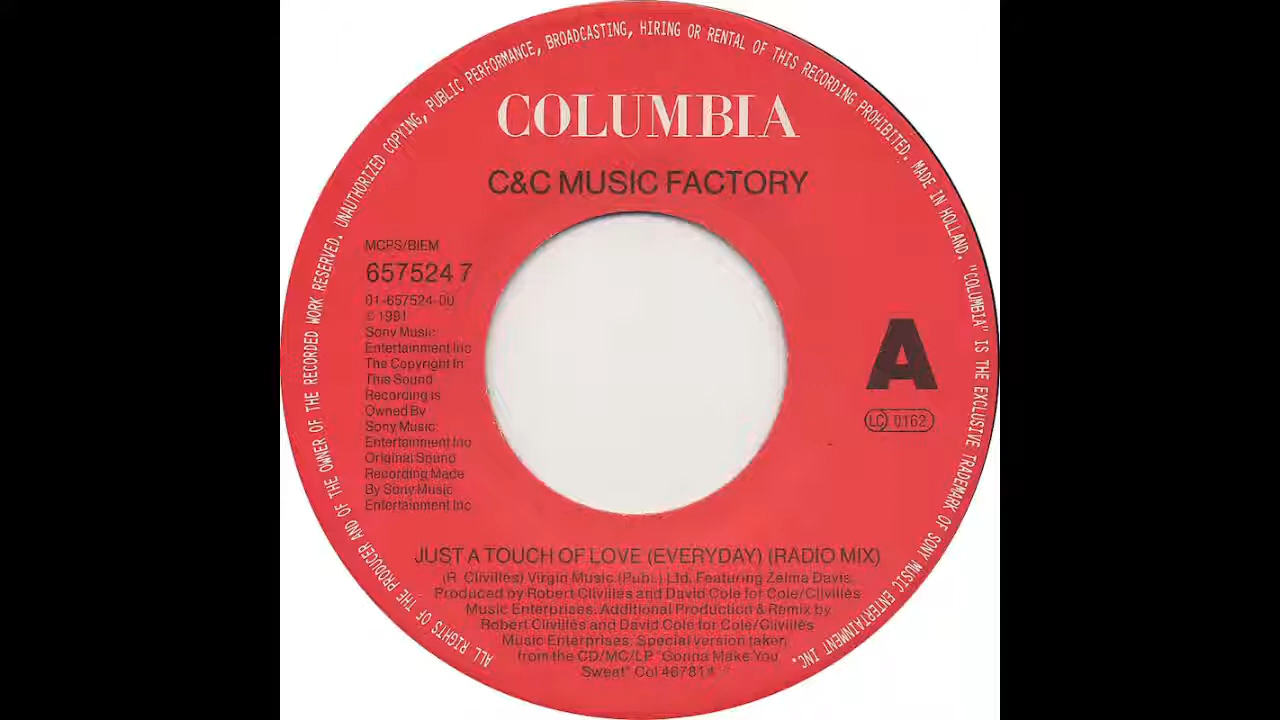 UNAUTHORIZED COPYING, PUBLIC PERFORMANCE, BROADCASTING, HIRING OR RENTAL OF THIS RECORDING PROHIBITED. MADE IN HOLLAND. "COLUMBIA" IS THE EXCLUSIVE TRADEMARK OF SONY MUSIC ENTERTAINMENT INC.
ALL RIGHTS OF THE PRODUCER AND OF THE OWNER OF THE RECORDED WORK RESERVED.
COLUMBIA
C&C MUSIC FACTORY
MCPS/BIEM
657524 7
01-657524-00
© 1991
Sony Music
Entertainment Inc
The Copyright In
This Sound
Recording is
Owned By
Sony Music
Entertainment Inc
Original Sound
Recording Made
By Sony Music
Entertainment Inc
A
LC 0162
JUST A TOUCH OF LOVE (EVERYDAY) (RADIO MIX)
(R. Clivillés) Virgin Music (Publ.) Ltd. Featuring Zelma Davis.
Produced by Robert Clivillés and David Cole for Cole/Clivillés
Music Enterprises. Additional Production & Remix by
Robert Clivillés and David Cole for Cole/Clivillés
Music Enterprises. Special version taken
from the CD/MC/LP "Gonna Make You
Sweat" Col 467814